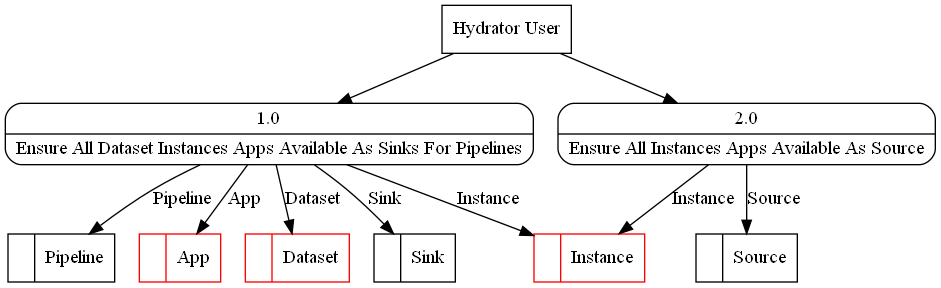 Hydrator User
1.0
Ensure All Dataset Instances Apps Available As Sinks For Pipelines
2.0
Ensure All Instances Apps Available As Source
Pipeline
App
Dataset
Sink
Instance
Instance
Source
Pipeline
App
Dataset
Sink
Instance
Source